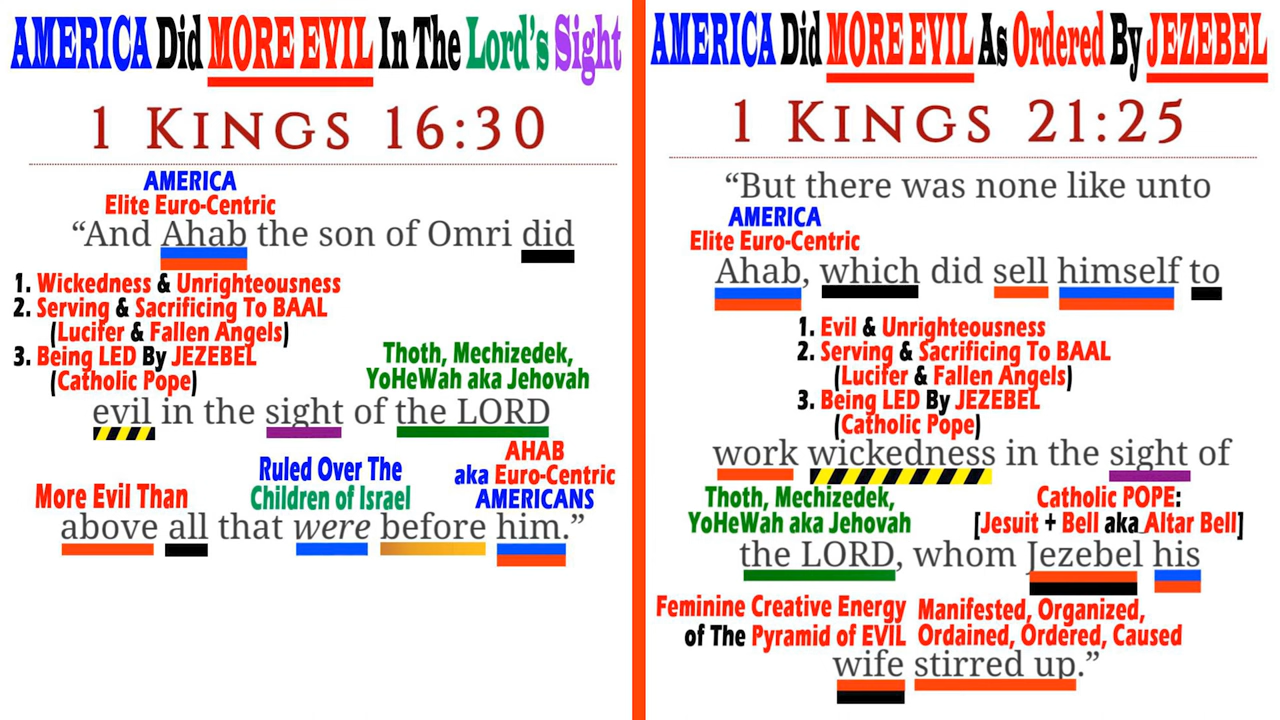 AMERICA Did MORE EVIL In The Lord's Sight
1 KINGS 16:30
AMERICA
Elite Euro-Centric
“And Ahab the son of Omri did
1. Wickedness & Unrighteousness
2. Serving & Sacrificing To BAAL
(Lucifer & Fallen Angels)
3. Being LED By JEZEBEL
(Catholic Pope)
Thoth, Mechizedek,
YoHeWah aka Jehovah
evil in the sight of the LORD
More Evil Than
Ruled Over The
Children of Israel
AHAB
aka Euro-Centric
AMERICANS
above all that were before him.”
AMERICA Did MORE EVIL As Ordered By JEZEBEL
1 KINGS 21:25
“But there was none like unto
AMERICA
Elite Euro-Centric
Ahab, which did sell himself to
1. Evil & Unrighteousness
2. Serving & Sacrificing To BAAL
(Lucifer & Fallen Angels)
3. Being LED By JEZEBEL
(Catholic Pope)
work wickedness in the sight of
Thoth, Mechizedek,
YoHeWah aka Jehovah
Catholic POPE:
[Jesuit + Bell aka Altar Bell]
the LORD, whom Jezebel his
Feminine Creative Energy
of The Pyramid of EVIL
Manifested, Organized,
Ordained, Ordered, Caused
wife stirred up.”